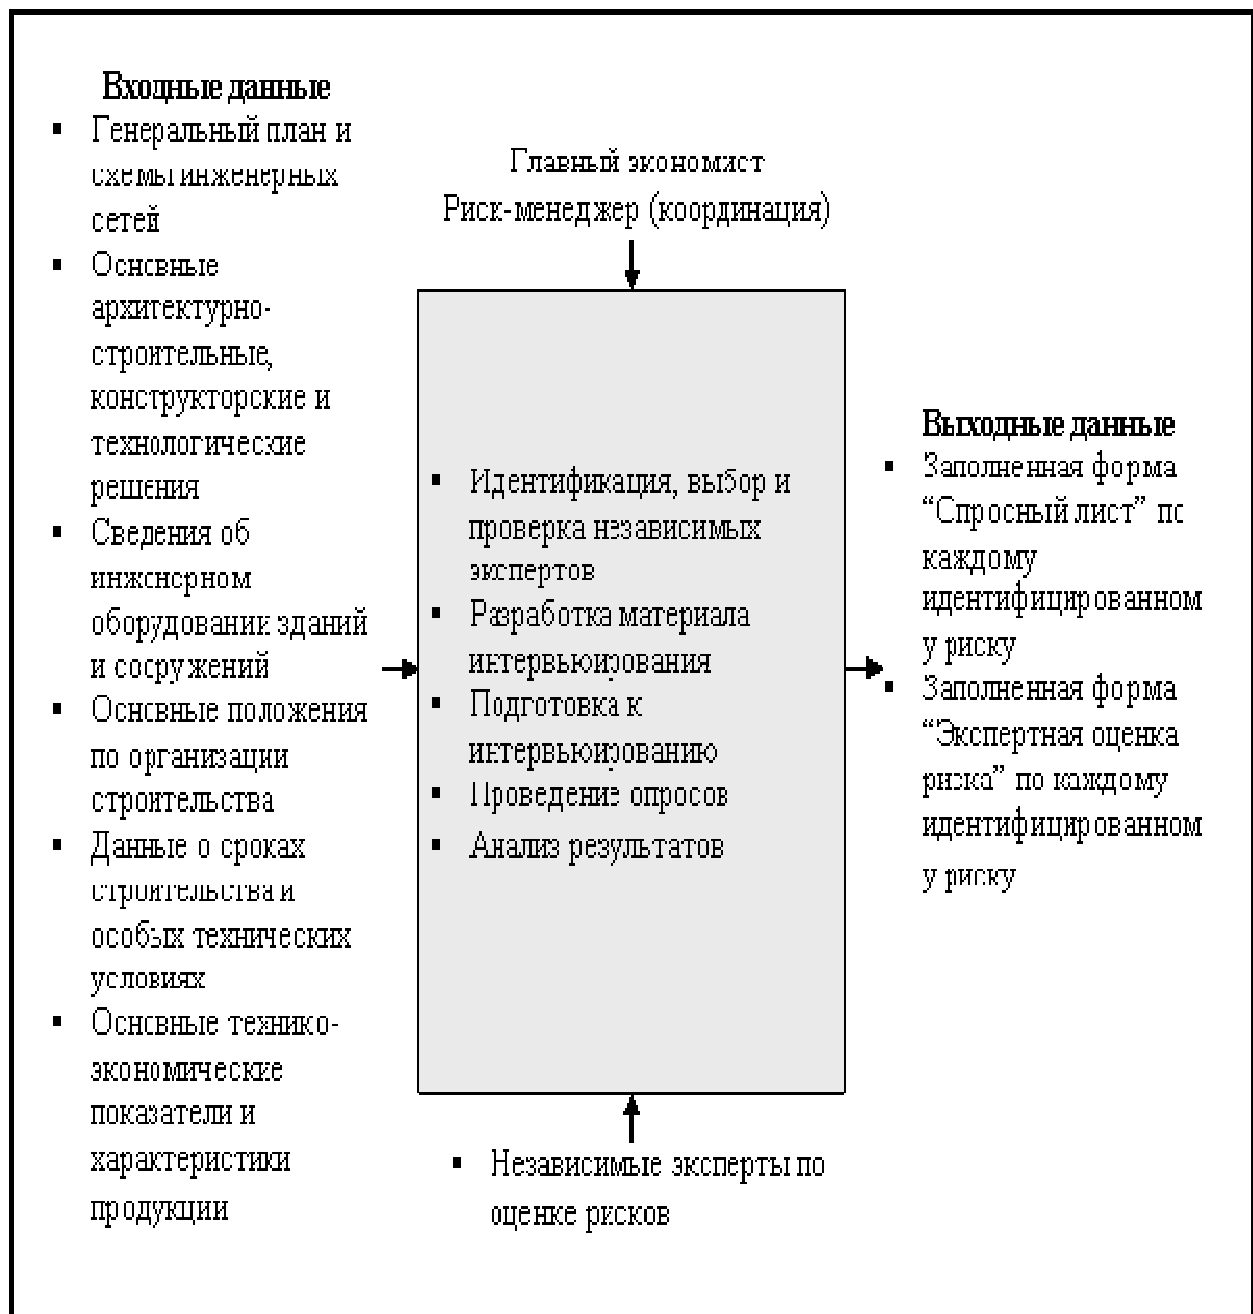 Входные данные
▪ Генеральный план и
схемы инженерных
сетей
▪ Основные
архитектурно-
строительные,
конструкторские и
технологические
решения
▪ Сведения об
инженерном
оборудовании зданий
и сооружений
▪ Основные положения
по организации
строительства
▪ Данные о сроках
строительства и
особых технических
условиях
▪ Основные технико-
экономические
показатели и
характеристики
продукции
Главный экономист
Риск-менеджер (координация)
▪ Идентификация, выбор и
проверка независимых
экспертов
▪ Разработка материала
интервьюирования
▪ Подготовка к
интервьюированию
▪ Проведение опросов
▪ Анализ результатов
▪ Независимые эксперты по
оценке рисков
Выходные данные
▪ Заполненная форма
“Спросный лист” по
каждому
идентифицированном
у риску
▪ Заполненная форма
“Экспертная оценка
риска” по каждому
идентифицированном
у риску